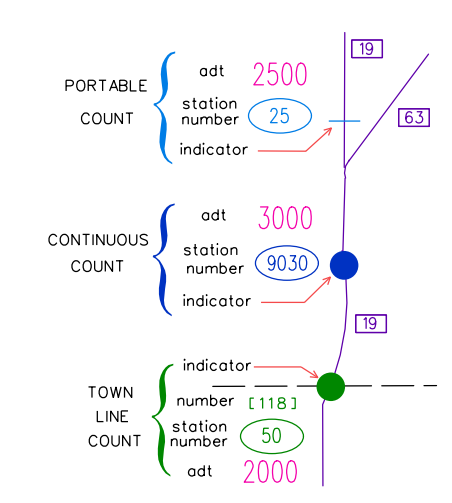 19
adt 2500
PORTABLE
COUNT
station
number 25
63
indicator
adt 3000
CONTINUOUS
COUNT
station
number 9030
indicator
19
indicator
TOWN
LINE
COUNT
number [118]
station
number 50
adt 2000